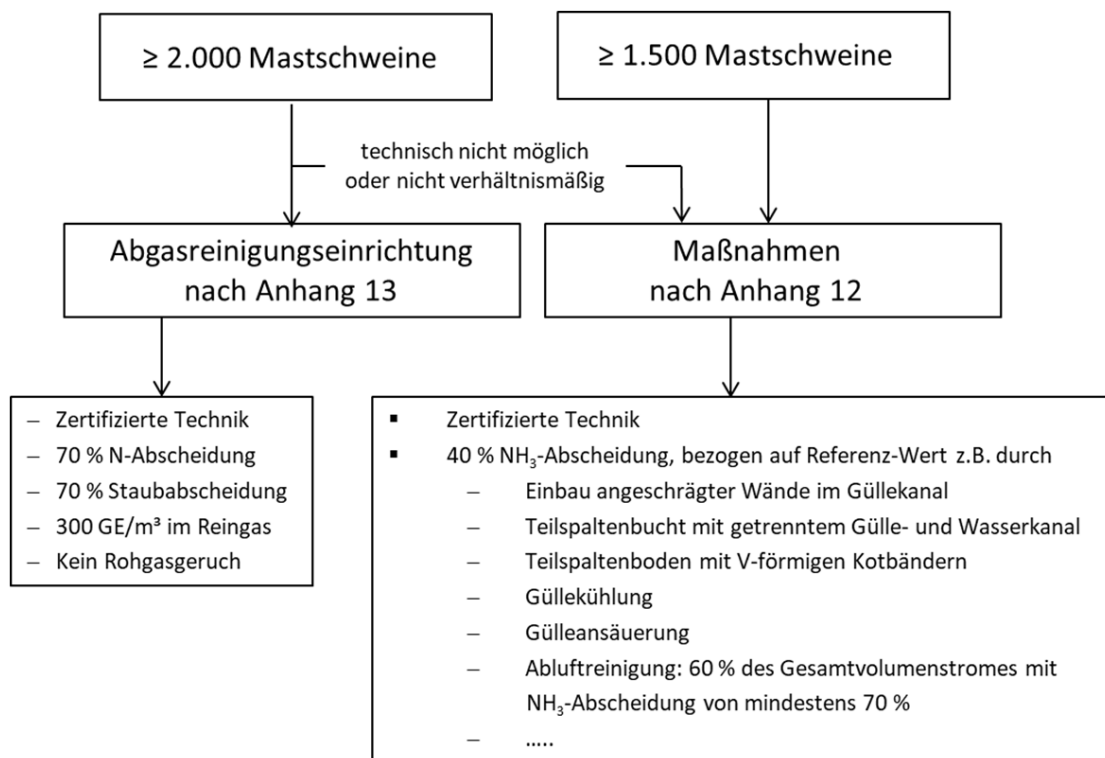 ≥ 2.000 Mastschweine
≥ 1.500 Mastschweine
technisch nicht möglich
oder nicht verhältnismäßig
Abgasreinigungseinrichtung
nach Anhang 13
Maßnahmen
nach Anhang 12
– Zertifizierte Technik
– 70 % N-Abscheidung
– 70 % Staubabscheidung
– 300 GE/m³ im Reingas
– Kein Rohgasgeruch
▪ Zertifizierte Technik
▪ 40 % NH₃-Abscheidung, bezogen auf Referenz-Wert z.B. durch
– Einbau angeschrägter Wände im Güllekanal
– Teilspaltenbucht mit getrenntem Gülle- und Wasserkanal
– Teilspaltenboden mit V-förmigen Kotbändern
– Güllekühlung
– Gülleansäuerung
– Abluftreinigung: 60 % des Gesamtvolumenstromes mit
NH₃-Abscheidung von mindestens 70 %
– .....